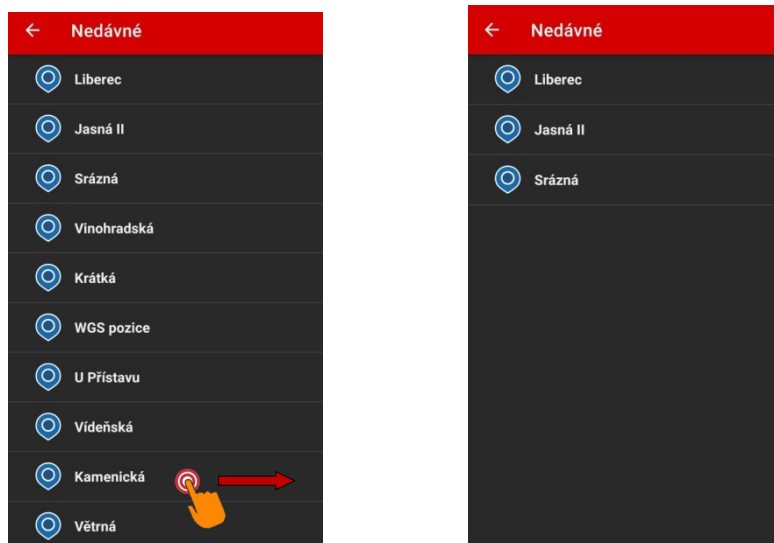 Nedávné
Liberec
Jasná II
Srázná
Vinohradská
Krátká
WGS pozice
U Přístavu
Vídeňská
Kamenická
Větrná
Nedávné
Liberec
Jasná II
Srázná